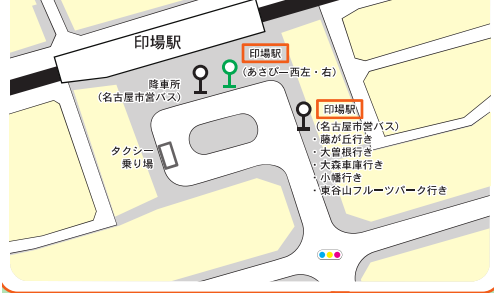 印場駅
印場駅
(あさぴー西左・右)
降車所
(名古屋市営バス)
印場駅
(名古屋市営バス)
・藤が丘行き
・大曽根行き
・大森車庫行き
・小幡行き
・東谷山フルーツパーク行き
タクシー
乗り場